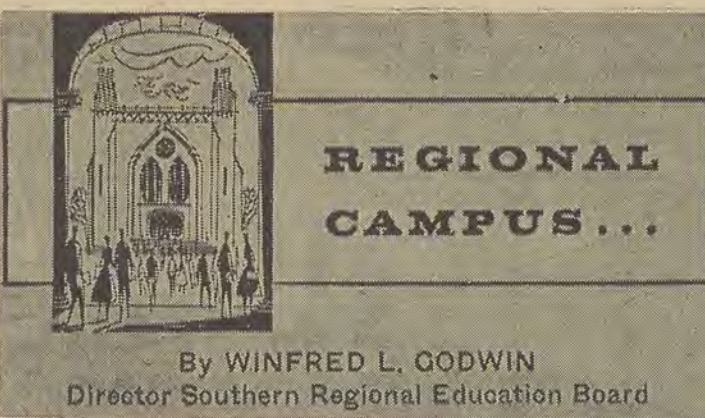 REGIONAL
CAMPUS...
By WINFRED L. GODWIN
Director Southern Regional Education Board